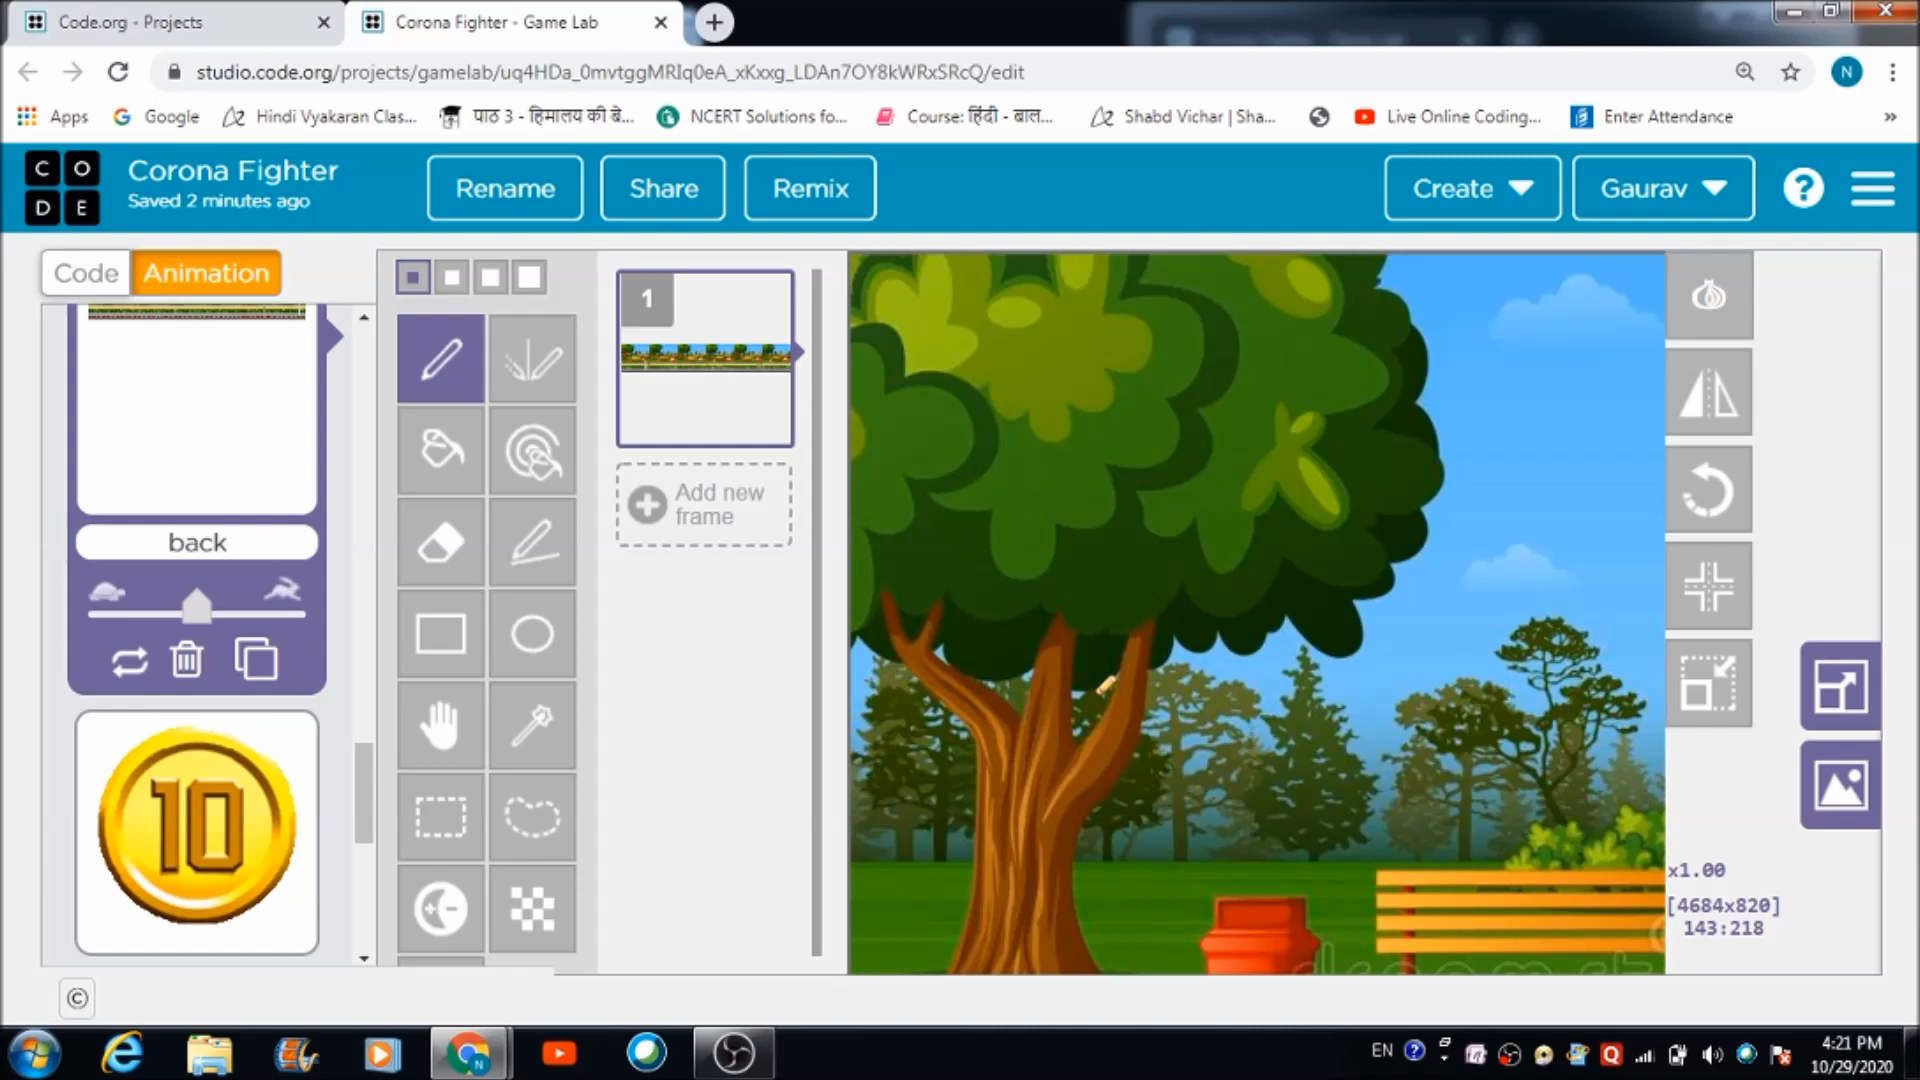 Code.org - Projects
Corona Fighter - Game Lab
studio.code.org/projects/gamelab/uq4HDa_0mvtggMRIq0eA_xKxxg_LDAn7OY8kWRxSRcQ/edit
N
Apps
Google
Hindi Vyakaran Clas...
पाठ 3 - हिमालय की बे...
NCERT Solutions fo...
Course: हिंदी - बाल...
Shabd Vichar | Sha...
Live Online Coding...
Enter Attendance
»
C O
D E
Corona Fighter
Saved 2 minutes ago
Rename
Share
Remix
Create
Gaurav
?
Code
Animation
1
Add new
frame
back
10
x1.00
[4684x820]
143:218
©
EN
4:21 PM
10/29/2020